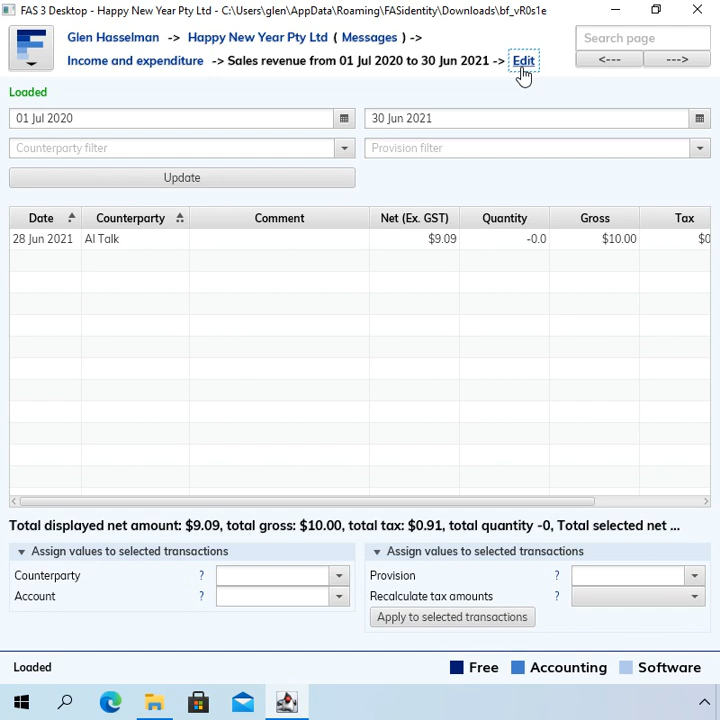 FAS 3 Desktop - Happy New Year Pty Ltd - C:\Users\glen\AppData\Roaming\FASidentity\Downloads\bf_vR0s1e
Glen Hasselman -> Happy New Year Pty Ltd ( Messages ) ->
Income and expenditure -> Sales revenue from 01 Jul 2020 to 30 Jun 2021 -> Edit
Search page
<--- --->
Loaded
01 Jul 2020 30 Jun 2021
Counterparty filter Provision filter
Update
Date Counterparty Comment Net (Ex. GST) Quantity Gross Tax
28 Jun 2021 Al Talk $9.09 -0.0 $10.00 $0
Total displayed net amount: $9.09, total gross: $10.00, total tax: $0.91, total quantity -0, Total selected net ...
Assign values to selected transactions Assign values to selected transactions
Counterparty ? Provision ?
Account ? Recalculate tax amounts ?
Apply to selected transactions
Loaded Free Accounting Software